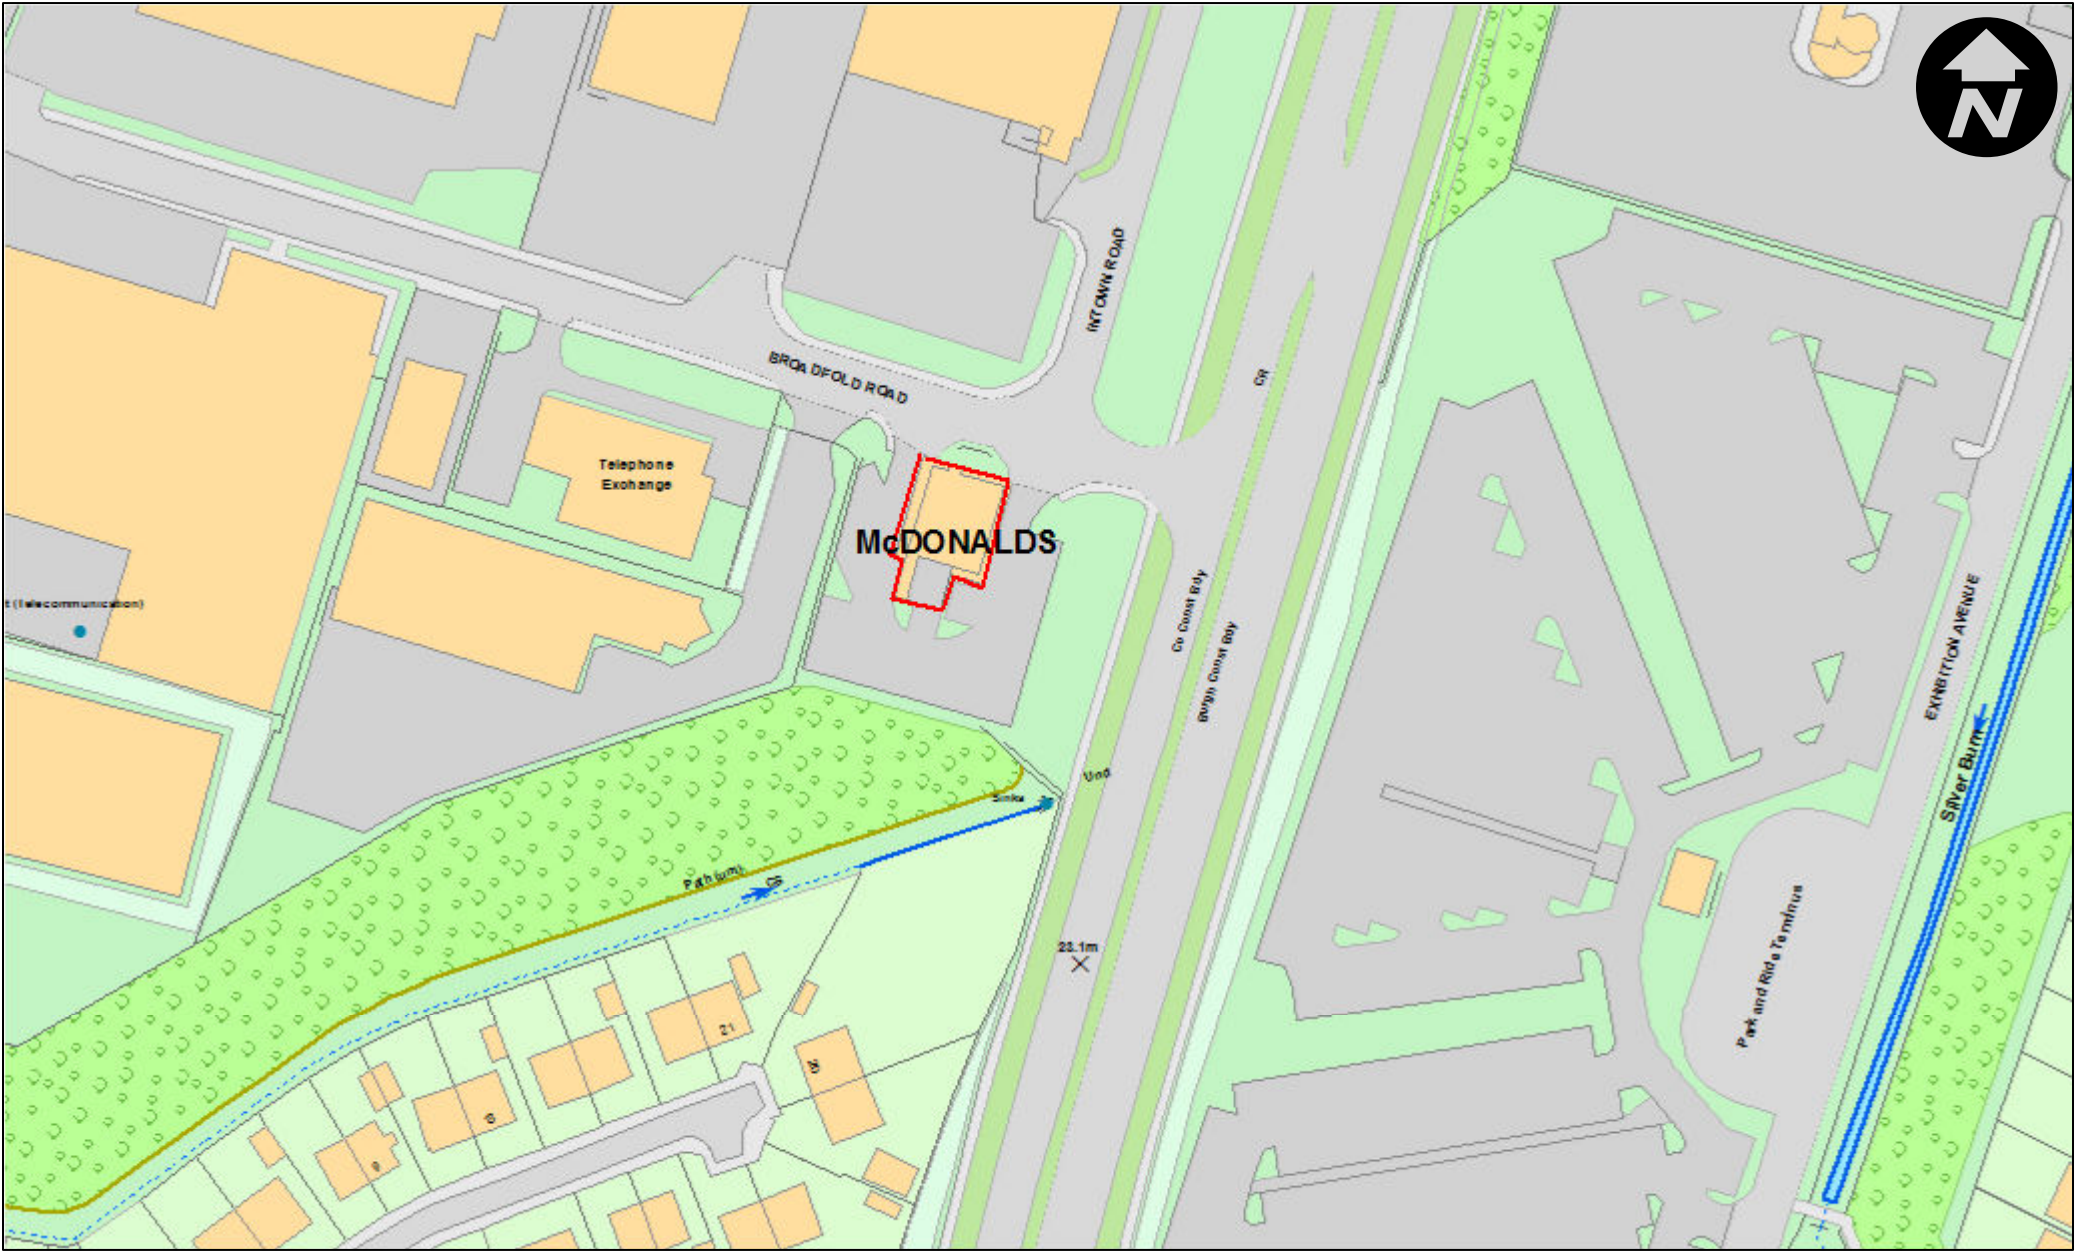 N
INTOWN ROAD
BROADFOLD ROAD
CR
Telephone
Exchange
McDONALDS
Co Const Bdy
Burgh Const Bdy
EXHIBITION AVENUE
t (Telecommunication)
Silver Burn
Und
Sinks
Path (um)
CS
Park and Ride Terminus
23.1m
21
9